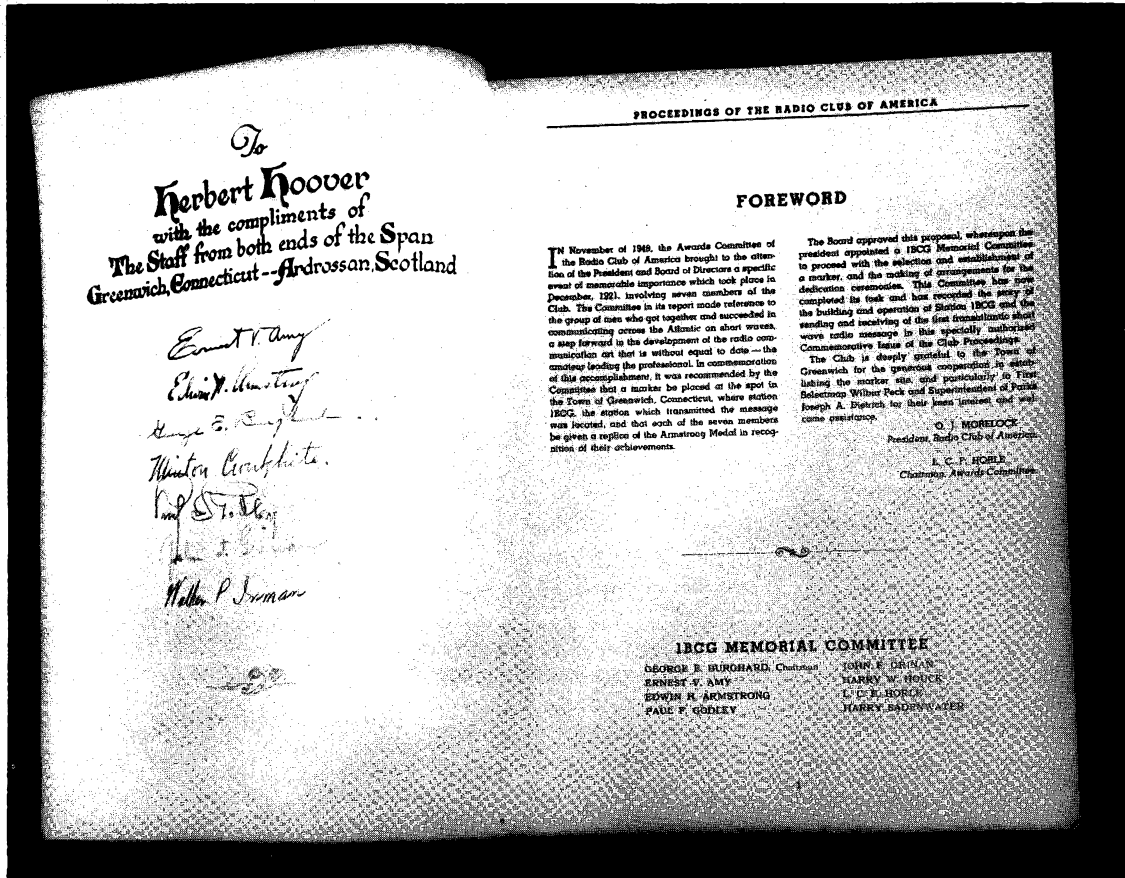 To
Herbert Hoover
with the compliments of
The Staff from both ends of the Span
Greenwich, Connecticut--Ardrossan, Scotland
Ernest V. Amy
Edwin H. Armstrong
George E. Burghard
Minton Cronkhite.
Paul F. Godley
John F. Grinan
Walker P Inman
PROCEEDINGS OF THE RADIO CLUB OF AMERICA
FOREWORD
IN November of 1949, the Awards Committee of
the Radio Club of America brought to the atten-
tion of the President and Board of Directors a specific
event of memorable importance which took place in
December, 1921, involving seven members of the
Club. The Committee in its report made reference to
the group of men who got together and succeeded in
communicating across the Atlantic on short waves,
a step forward in the development of the radio com-
munication art that is without equal to date—the
amateur leading the professional. In commemoration
of this accomplishment, it was recommended by the
Committee that a marker be placed at the spot in
the Town of Greenwich, Connecticut, where station
1BCG, the station which transmitted the message
was located, and that each of the seven members
be given a replica of the Armstrong Medal in recog-
nition of their achievements.
The Board approved this proposal, whereupon the
president appointed a 1BCG Memorial Committee
to proceed with the selection and establishment of
a marker, and the making of arrangements for the
dedication ceremonies. This Committee has now
completed its task and has recorded the story of
the building and operation of Station 1BCG and the
sending and receiving of the first transatlantic short
wave radio message in this specially authorized
Commemorative Issue of the Club Proceedings.
The Club is deeply grateful to the Town of
Greenwich for the generous cooperation in estab-
lishing the marker site, and particularly to First
Selectman Wilbur Peck and Superintendent of Parks
Joseph A. Dietrich for their keen interest and wel-
come assistance.
O. J. MORELOCK
President, Radio Club of America
L. C. F. HORLE
Chairman, Awards Committee
1BCG MEMORIAL COMMITTEE
GEORGE E. BURGHARD, Chairman
ERNEST V. AMY
EDWIN H. ARMSTRONG
PAUL F. GODLEY
JOHN F. GRINAN
HARRY W. HOUCK
L. C. F. HORLE
HARRY SADENWATER